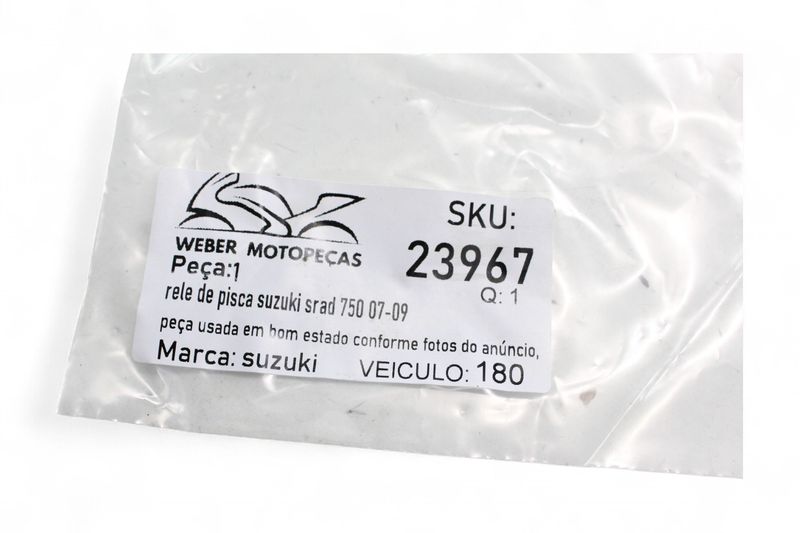 WEBER MOTOPEÇAS
SKU:
23967
Q: 1
Peça:1
rele de pisca suzuki srad 750 07-09
peça usada em bom estado conforme fotos do anúncio,
Marca: suzuki
VEICULO: 180